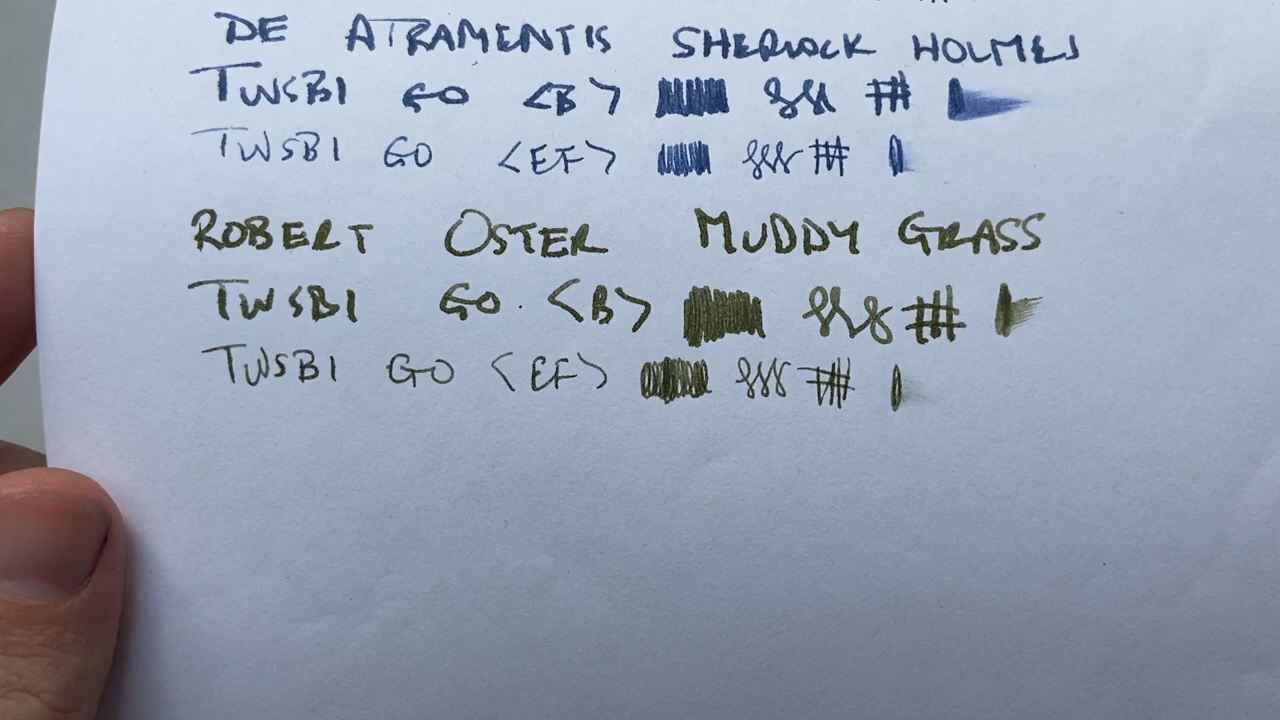 DE ATRAMENTIS SHERLOCK HOLMES
TWSBI GO <B>
TWSBI GO <EF>
ROBERT OSTER MUDDY GRASS
TWSBI GO. <B>
TWSBI GO <EF>